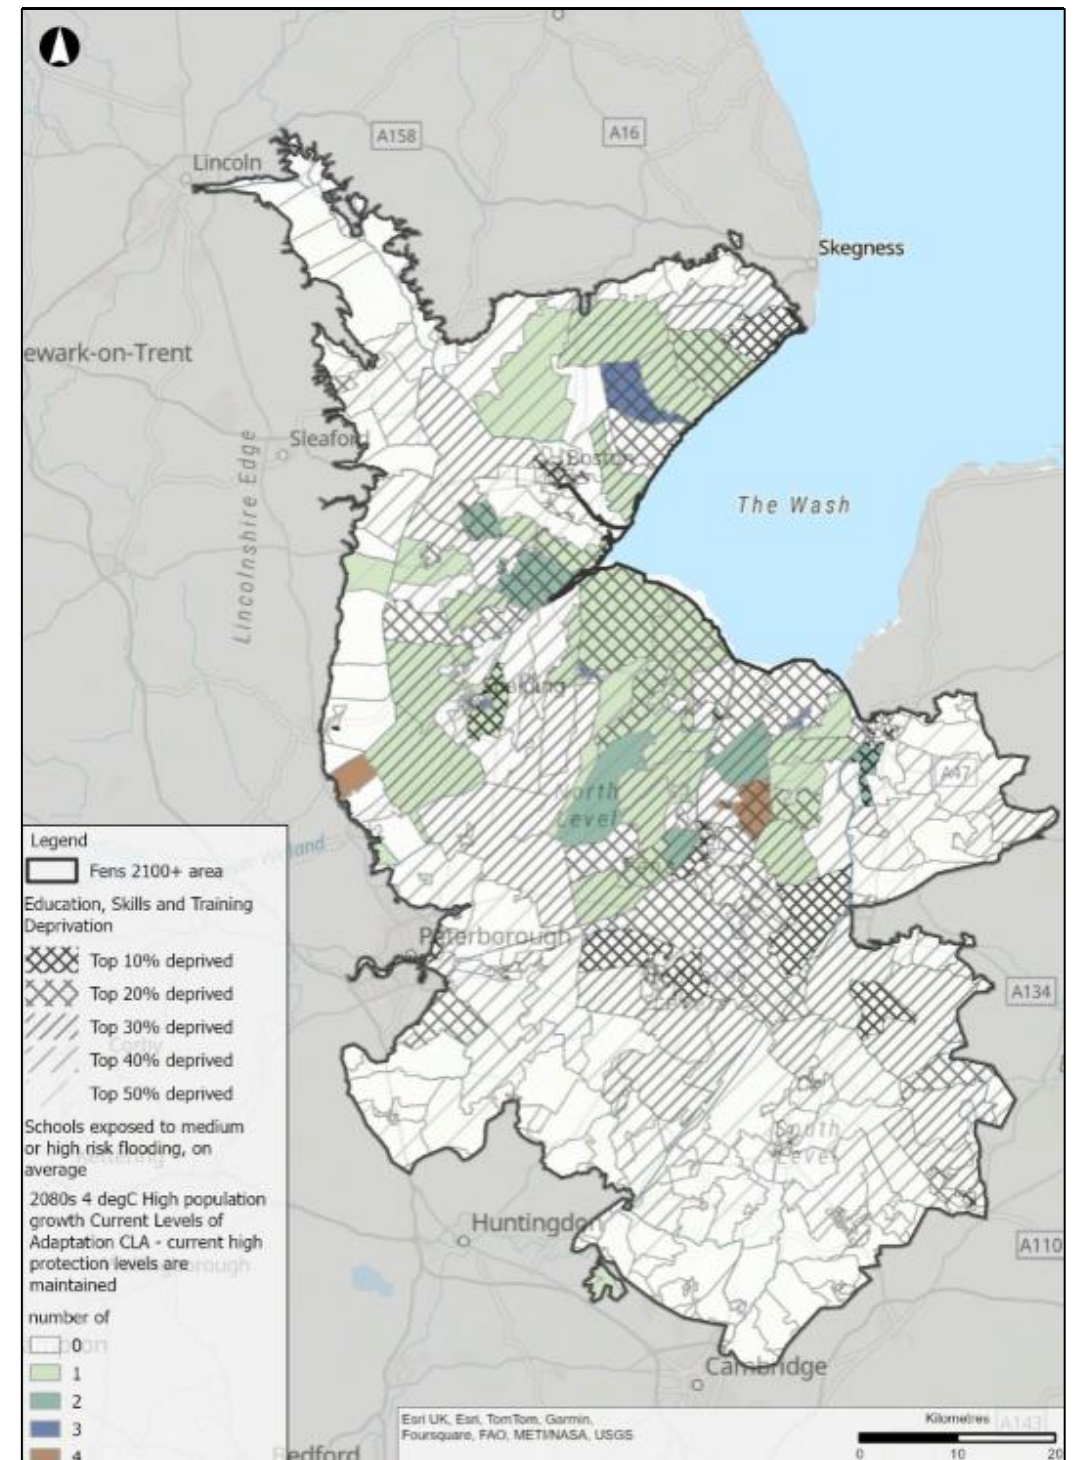 A158
A16
Lincoln
Skegness
ewark-on-Trent
Sleaford
Boston
Lincolnshire Edge
The Wash
Spalding
A47
North
Level
Legend
Fens 2100+ area
Education, Skills and Training
Deprivation
Top 10% deprived
Top 20% deprived
Top 30% deprived
Top 40% deprived
Top 50% deprived
Schools exposed to medium
or high risk flooding, on
average
2080s 4 degC High population
growth Current Levels of
Adaptation CLA - current high
protection levels are
maintained
number of
0
1
2
3
4
Welland
Peterborough
A134
Corby
Kettering
South
Level
Huntingdon
A110
Cambridge
Bedford
Esri UK, Esri, TomTom, Garmin,
Foursquare, FAO, METI/NASA, USGS
Kilometres
A143
0
10
20